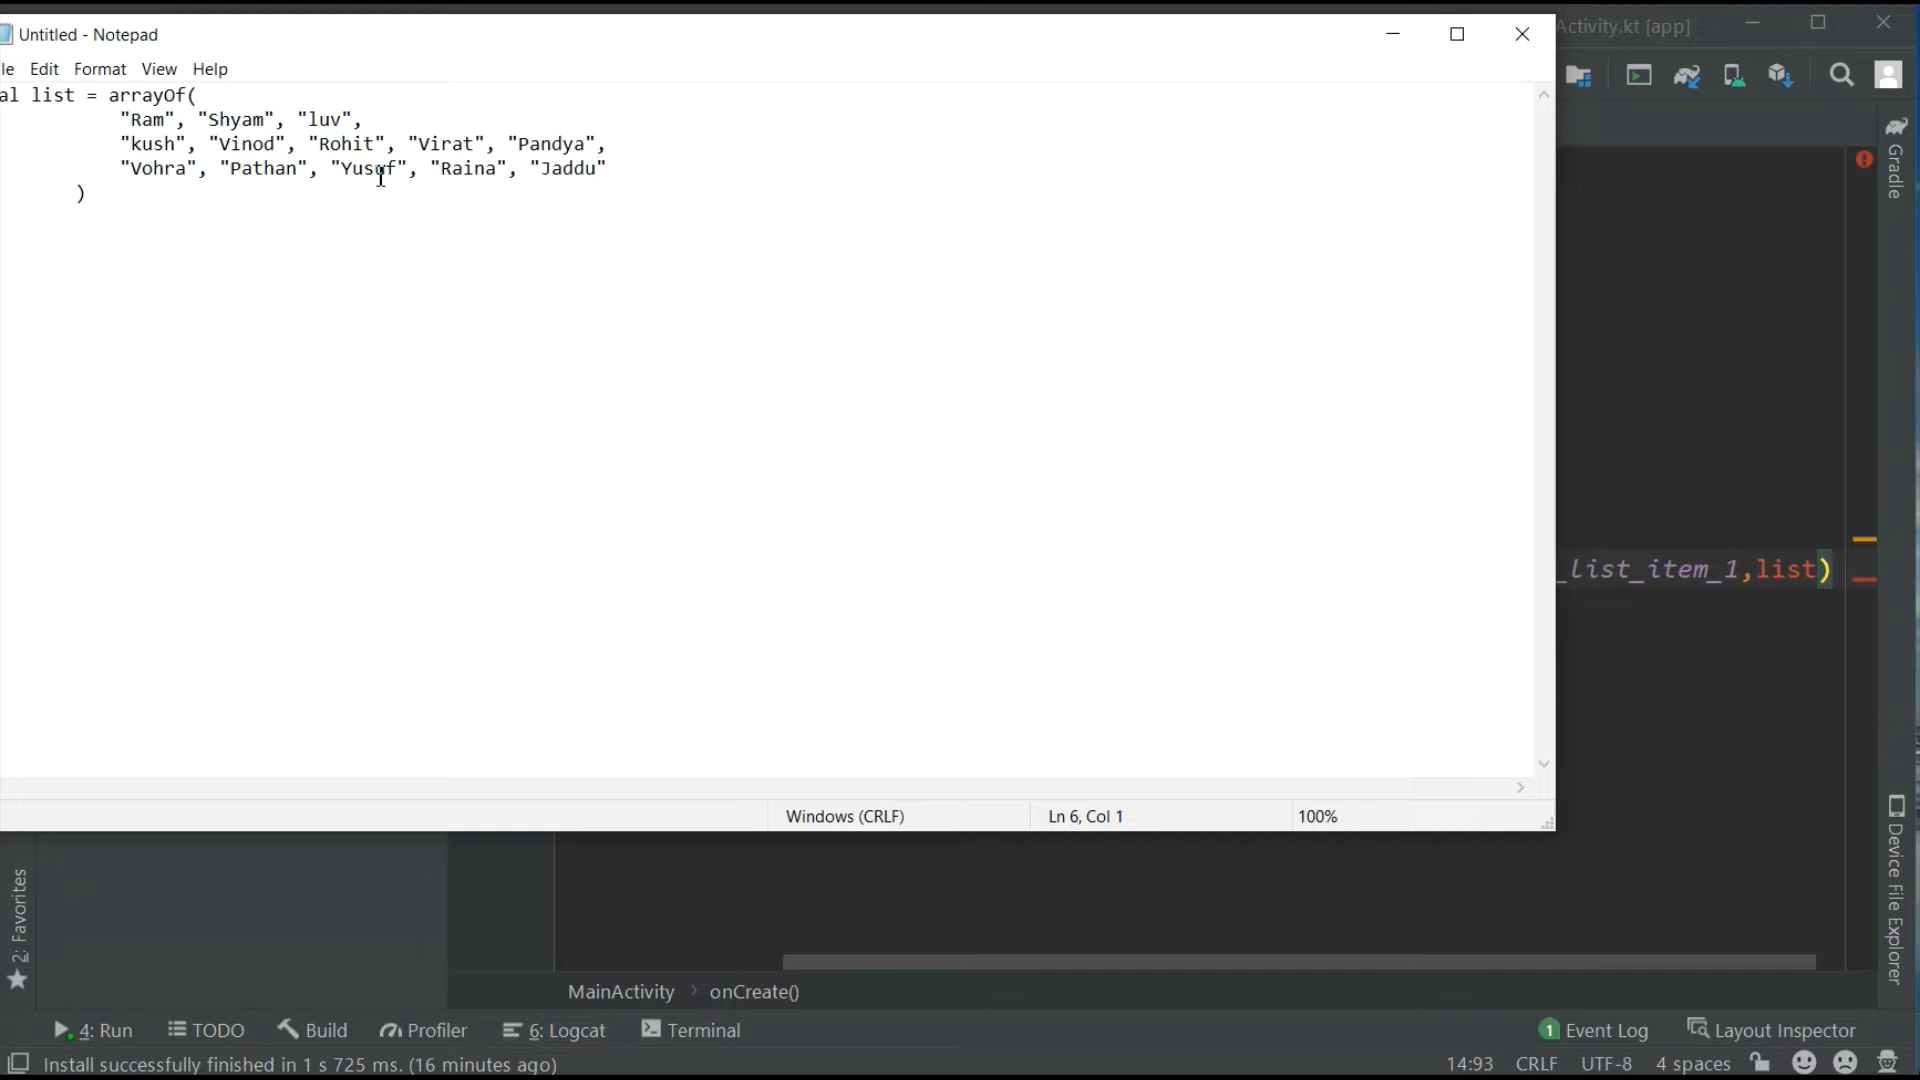 Untitled - Notepad
Activity.kt [app]
le Edit Format View Help
al list = arrayOf(
"Ram", "Shyam", "luv",
"kush", "Vinod", "Rohit", "Virat", "Pandya",
"Vohra", "Pathan", "Yusuf", "Raina", "Jaddu"
)
Gradle
_list_item_1,list)
Windows (CRLF) Ln 6, Col 1 100%
Device File Explorer
2: Favorites
MainActivity > onCreate()
4: Run TODO Build Profiler 6: Logcat Terminal 1 Event Log Layout Inspector
Install successfully finished in 1 s 725 ms. (16 minutes ago) 14:93 CRLF UTF-8 4 spaces